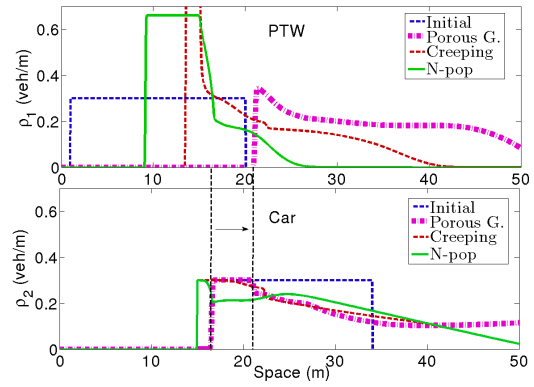 PTW
Initial
Porous G.
Creeping
N-pop
ρ1 (veh/m)
0.6
0.4
0.2
0
0 10 20 30 40 50
Car
Initial
Porous G.
Creeping
N-pop
ρ2 (veh/m)
0.6
0.4
0.2
0
0 10 20 30 40 50
Space (m)